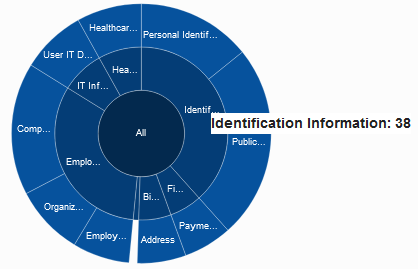 Healthcar...
Personal Identif...
User IT D...
Hea...
IT Inf...
Identif...
Identification Information: 38
Comp...
All
Public...
Emplo...
Fi...
Bi...
Organiz...
Payme...
Employ...
Address